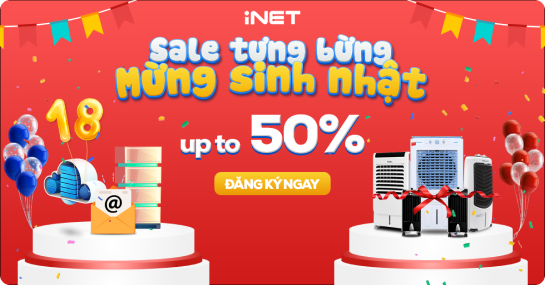 iNET
Sale tưng bừng
Mừng sinh nhật
up to 50%
ĐĂNG KÝ NGAY
18
@